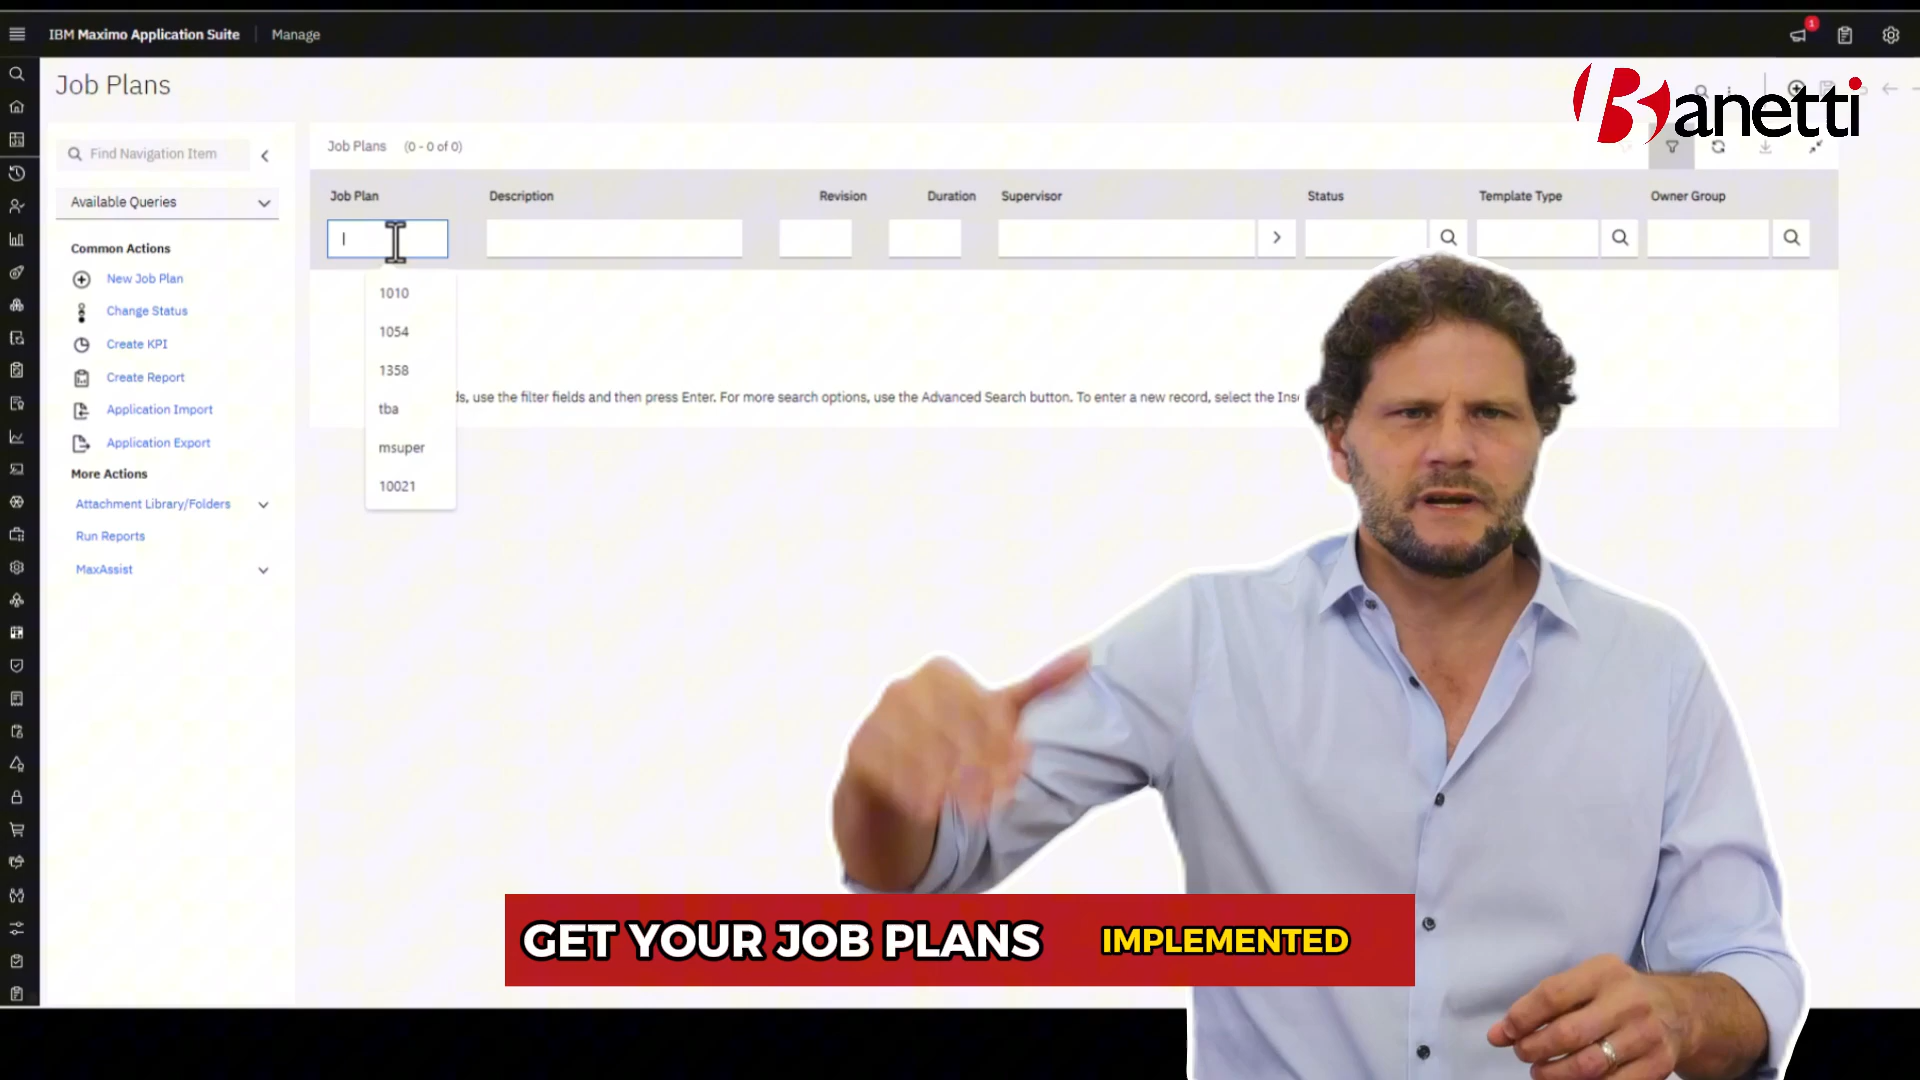 IBM Maximo Application Suite Manage
1
Job Plans
Banetti
Find Navigation Item
Available Queries
Common Actions
New Job Plan
Change Status
Create KPI
Create Report
Application Import
Application Export
More Actions
Attachment Library/Folders
Run Reports
MaxAssist
Job Plans (0 - 0 of 0)
Job Plan Description Revision Duration Supervisor Status Template Type Owner Group
1010
1054
1358
tba
msuper
10021
use the filter fields and then press Enter. For more search options, use the Advanced Search button. To enter a new record, select the
GET YOUR JOB PLANS IMPLEMENTED